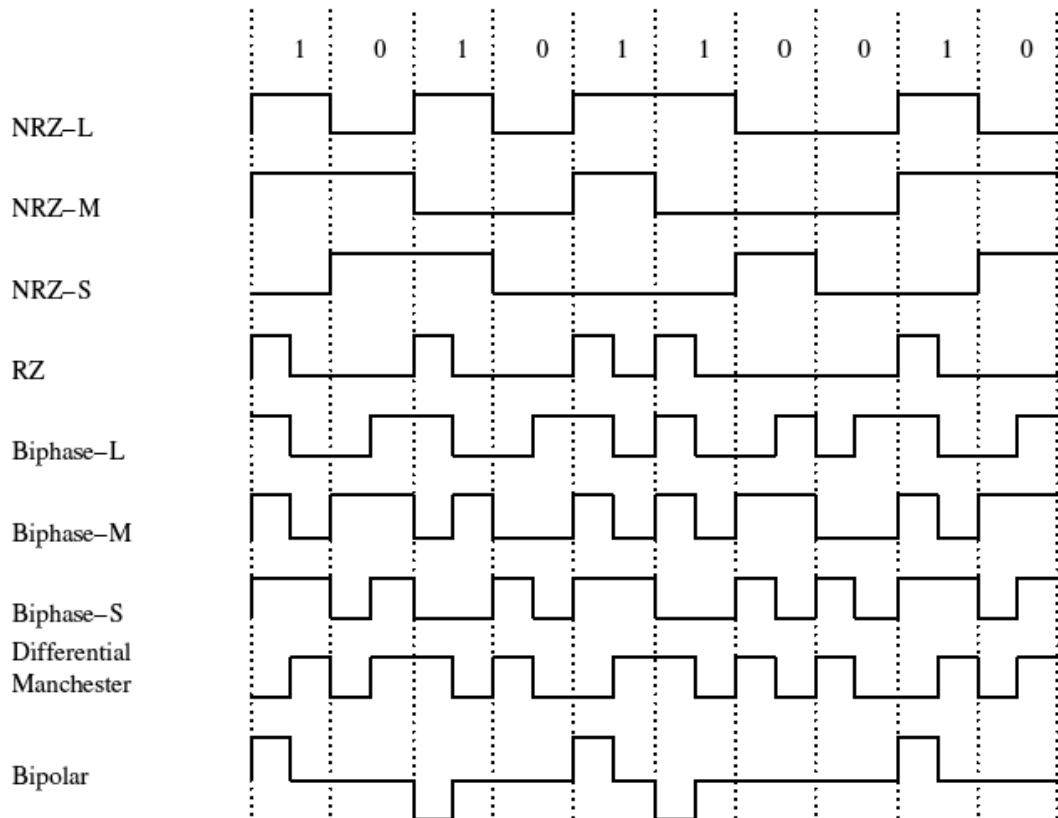 1 0 1 0 1 1 0 0 1 0
NRZ–L
NRZ–M
NRZ–S
RZ
Biphase–L
Biphase–M
Biphase–S
Differential
Manchester
Bipolar